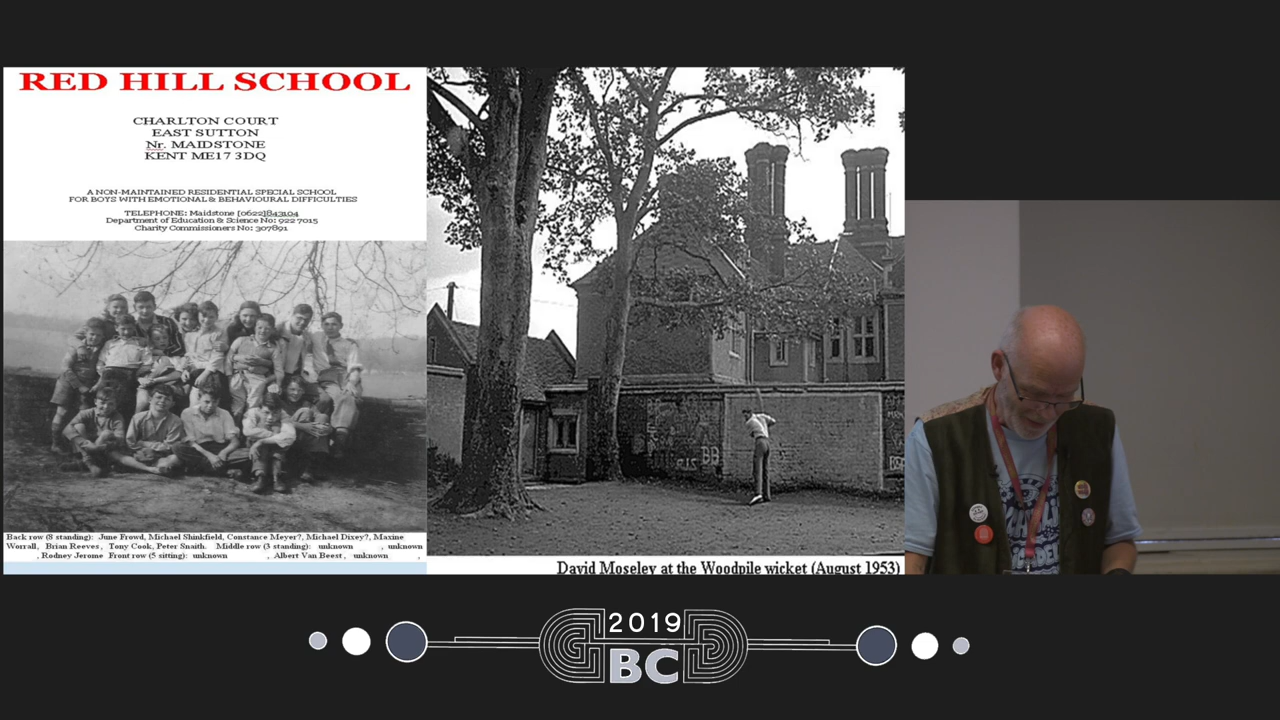 RED HILL SCHOOL
CHARLTON COURT
EAST SUTTON
Nr. MAIDSTONE
KENT ME17 3DQ
A NON-MAINTAINED RESIDENTIAL SPECIAL SCHOOL
FOR BOYS WITH EMOTIONAL & BEHAVIOURAL DIFFICULTIES
TELEPHONE: Maidstone [0622]843104
Department of Education & Science No: 922 7015
Charity Commissioners No: 307891
Back row (8 standing): June Frowd, Michael Shinkfield, Constance Meyer?, Michael Dixey?, Maxine
Worrall, Brian Reeves, Tony Cook, Peter Snaith. Middle row (3 standing): unknown , unknown
, Rodney Jerome Front row (5 sitting): unknown , Albert Van Beest , unknown ,
BB
David Moseley at the Woodpile wicket (August 1953)
2019
BC